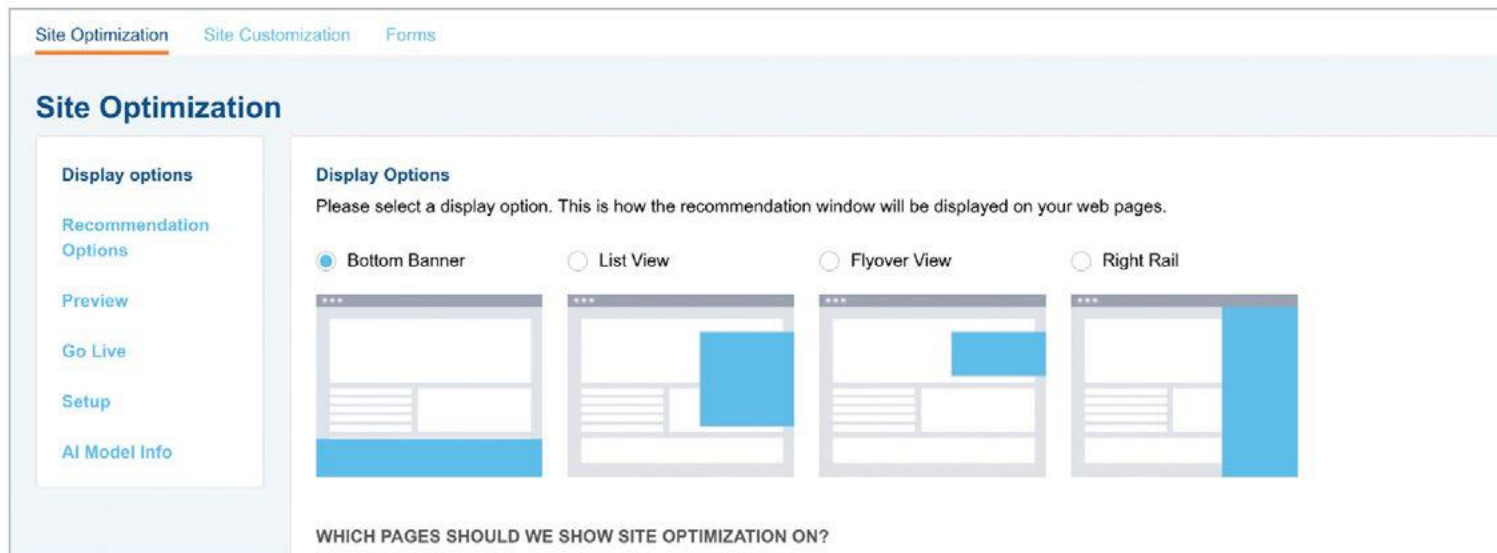 Site Optimization Site Customization Forms
Site Optimization
Display options
Recommendation
Options
Preview
Go Live
Setup
AI Model Info
Display Options
Please select a display option. This is how the recommendation window will be displayed on your web pages.
Bottom Banner List View Flyover View Right Rail
WHICH PAGES SHOULD WE SHOW SITE OPTIMIZATION ON?